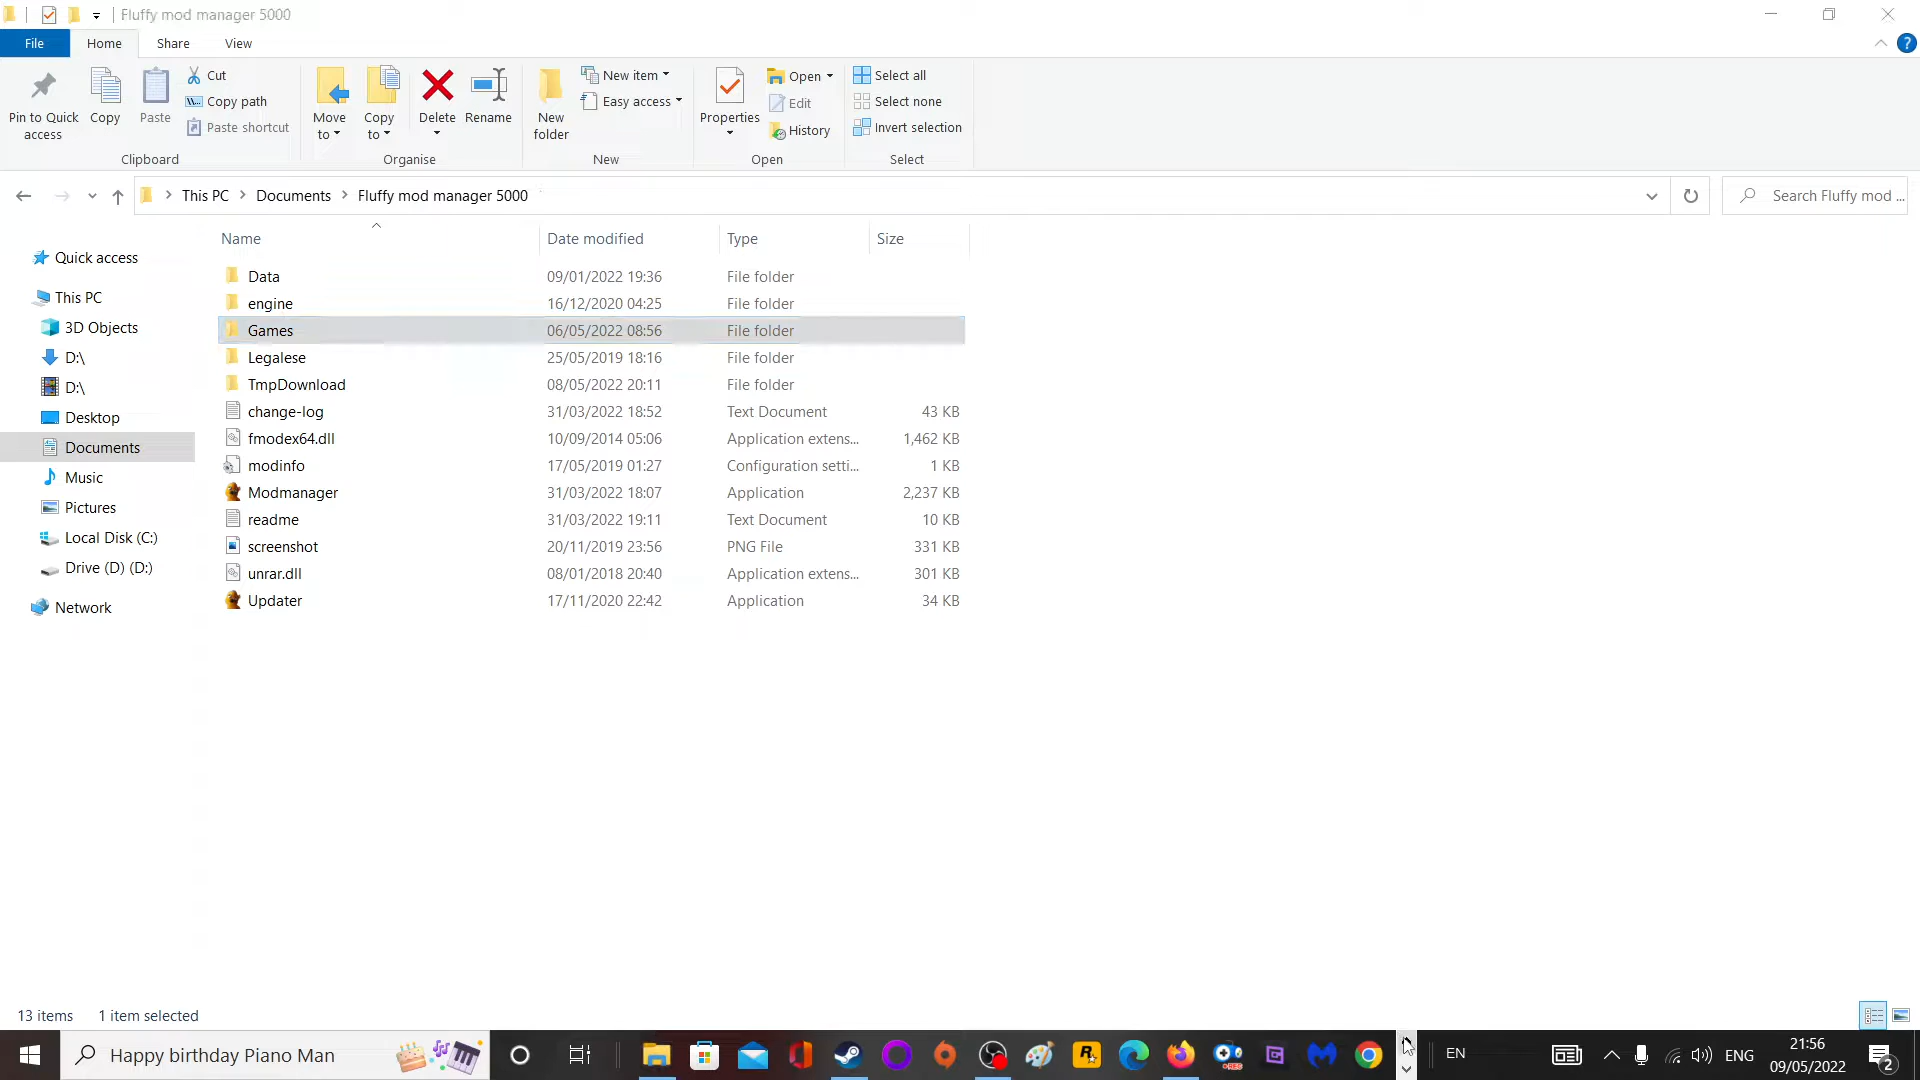 Fluffy mod manager 5000
File Home Share View
Pin to Quick access
Copy
Paste
Cut
Copy path
Paste shortcut
Clipboard
Move to
Copy to
Delete
Rename
Organise
New folder
New item
Easy access
New
Properties
Open
Edit
History
Open
Select all
Select none
Invert selection
Select
This PC Documents Fluffy mod manager 5000
Search Fluffy mod ...
Name Date modified Type Size
Quick access
This PC
3D Objects
D:\
D:\
Desktop
Documents
Music
Pictures
Local Disk (C:)
Drive (D) (D:)
Network
Data 09/01/2022 19:36 File folder
engine 16/12/2020 04:25 File folder
Games 06/05/2022 08:56 File folder
Legalese 25/05/2019 18:16 File folder
TmpDownload 08/05/2022 20:11 File folder
change-log 31/03/2022 18:52 Text Document 43 KB
fmodex64.dll 10/09/2014 05:06 Application extens... 1,462 KB
modinfo 17/05/2019 01:27 Configuration setti... 1 KB
Modmanager 31/03/2022 18:07 Application 2,237 KB
readme 31/03/2022 19:11 Text Document 10 KB
screenshot 20/11/2019 23:56 PNG File 331 KB
unrar.dll 08/01/2018 20:40 Application extens... 301 KB
Updater 17/11/2020 22:42 Application 34 KB
13 items 1 item selected
Happy birthday Piano Man
EN
ENG
21:56
09/05/2022
2